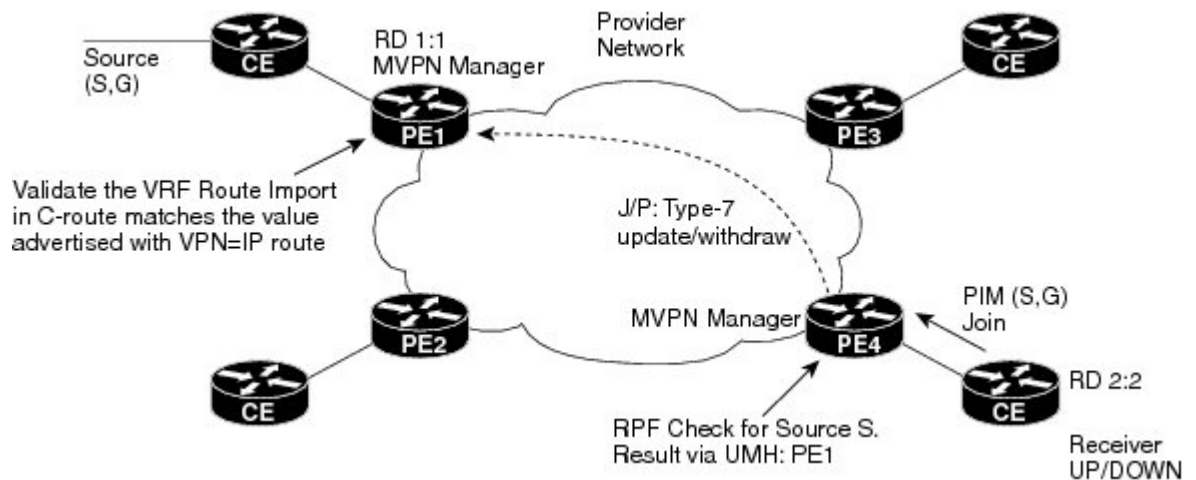 Source
(S,G)
CE
RD 1:1
MVPN Manager
Provider
Network
CE
PE1
PE3
Validate the VRF Route Import
in C-route matches the value
advertised with VPN=IP route
J/P: Type-7
update/withdraw
PE2
MVPN Manager
PE4
PIM (S,G)
Join
CE
CE
RD 2:2
RPF Check for Source S.
Result via UMH: PE1
Receiver
UP/DOWN